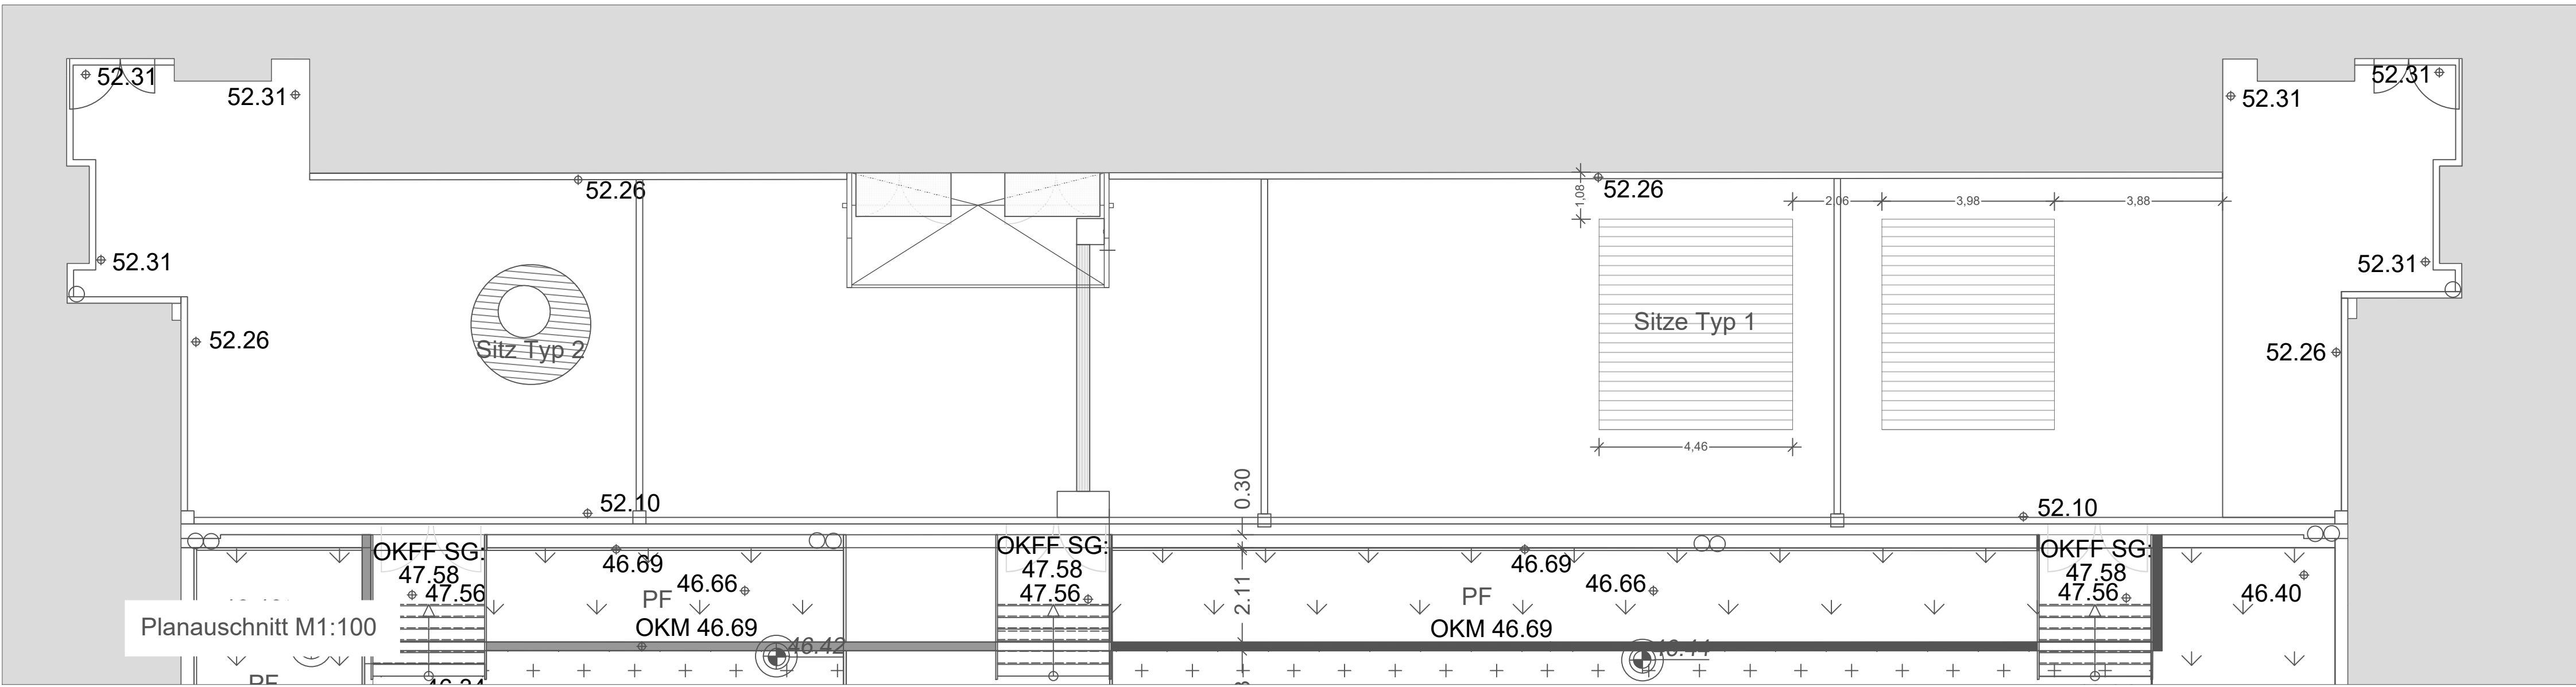 52.31
52.31
52.31
52.31
52.26
52.26
1,08
2,06
3,98
3,88
52.31
52.31
Sitz Typ 2
Sitze Typ 1
52.26
52.26
4,46
0.30
52.10
52.10
OKFF SG:
47.58
47.56
46.69
46.66
PF
OKM 46.69
46.42
OKFF SG:
47.58
47.56
2.11
46.69
46.66
PF
OKM 46.69
OKFF SG:
47.58
47.56
46.40
Planauschnitt M1:100
PF